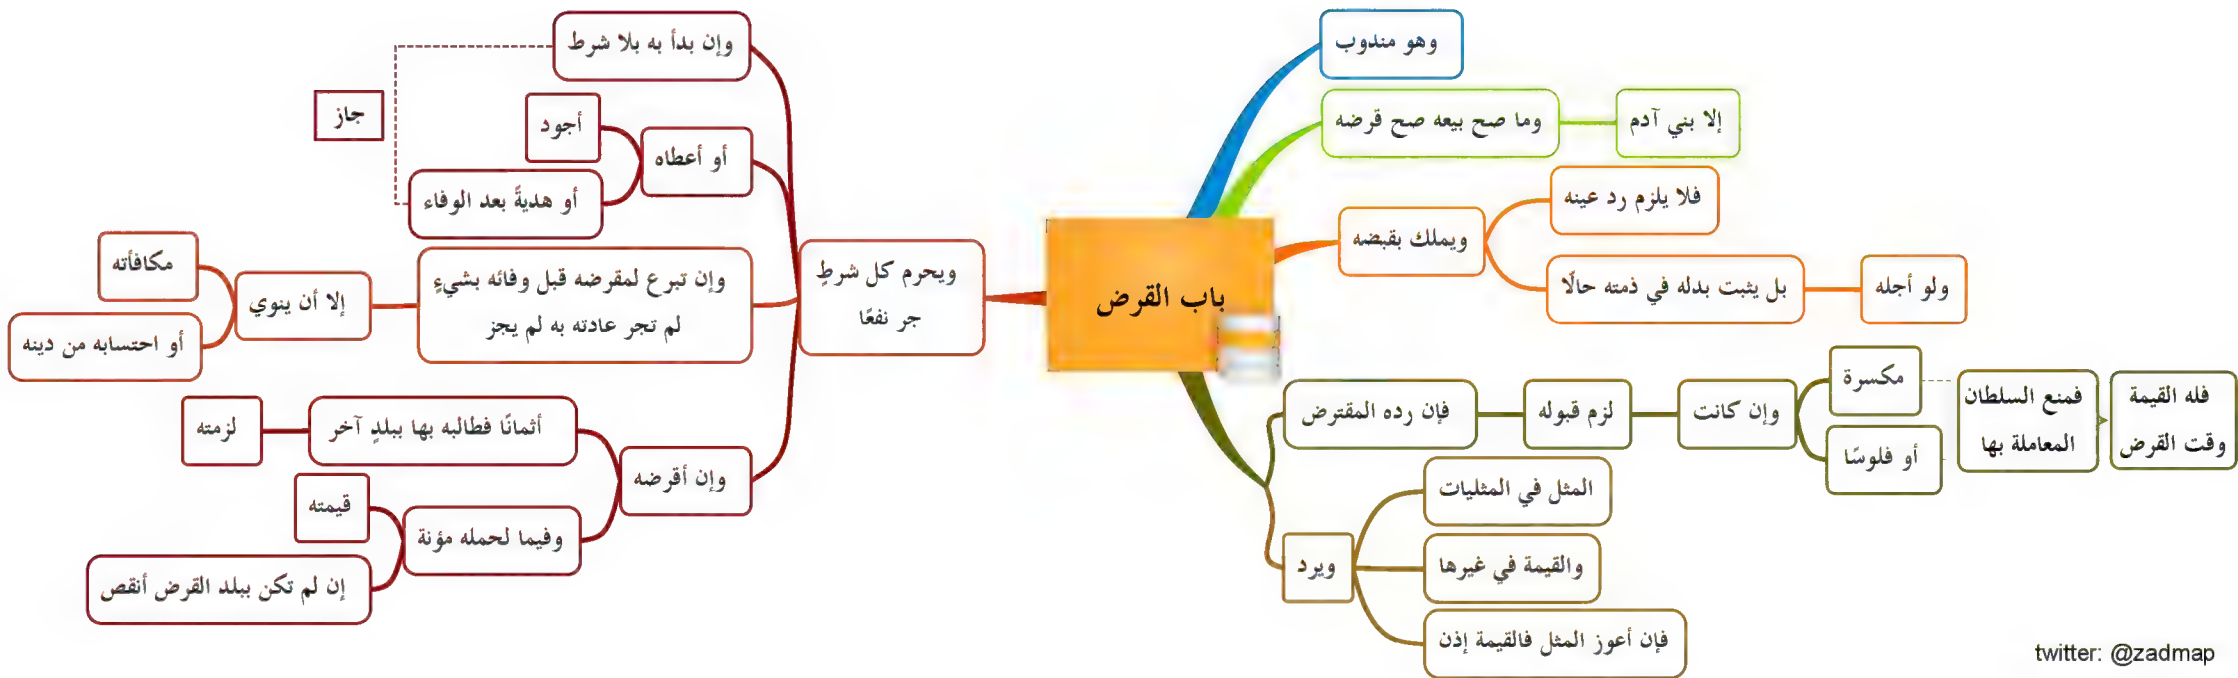 باب القرض
وهو مندوب
وما صح بيعه صح قرضه
إلا بني آدم
ويملك بقبضه
فلا يلزم رد عينه
بل يثبت بدله في ذمته حالًا
ولو أجله
فإن رده المقترض
لزم قبوله
وإن كانت
مكسرة
أو فلوسًا
فمنع السلطان
المعاملة بها
فله القيمة
وقت القرض
ويرد
المثل في المثليات
والقيمة في غيرها
فإن أعوز المثل فالقيمة إذن
ويحرم كل شرطٍ
جر نفعًا
وإن بدأ به بلا شرط
أو أعطاه
أجود
أو هديةً بعد الوفاء
جاز
وإن تبرع لمقرضه قبل وفائه بشيءٍ
لم تجر عادته به لم يجز
إلا أن ينوي
مكافأته
أو احتسابه من دينه
وإن أقرضه
أثمانًا فطالبه بها ببلدٍ آخر
لزمته
وفيما لحمله مؤنة
قيمته
إن لم تكن ببلد القرض أنقص
twitter: @zadmap